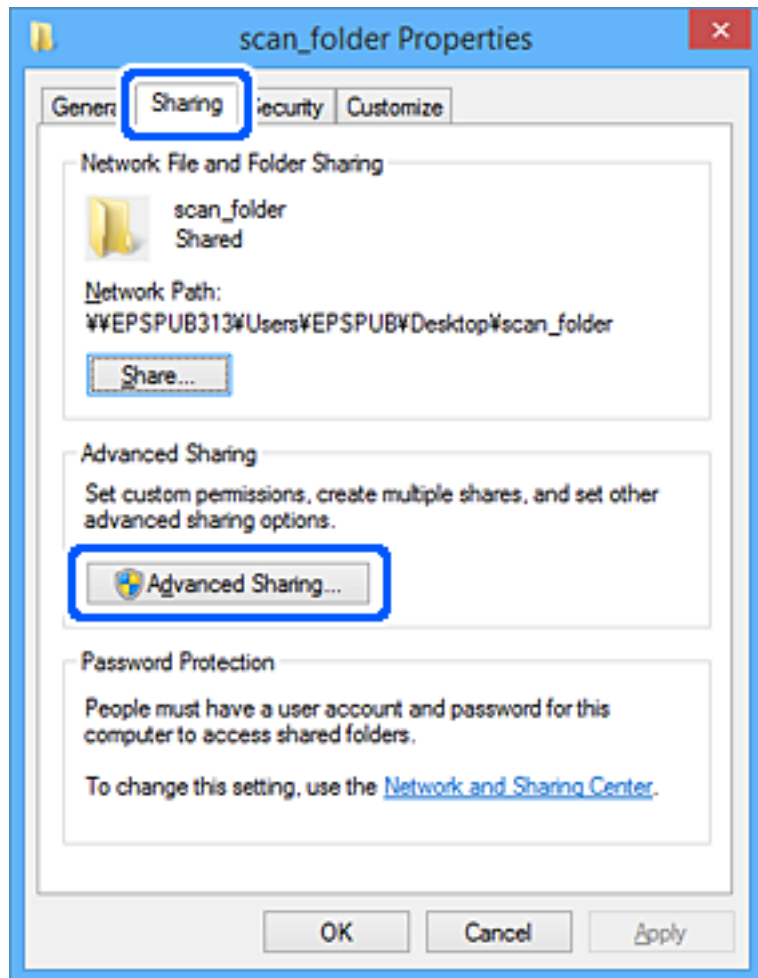 scan_folder Properties
Sharing
Customize
Network File and Folder Sharing
scan_folder
Shared
Network Path:
¥¥EPSPUB313¥Users¥EPSPUB¥Desktop¥scan_folder
Share...
Advanced Sharing
Set custom permissions, create multiple shares, and set other
advanced sharing options.
Advanced Sharing...
Password Protection
People must have a user account and password for this
computer to access shared folders.
To change this setting, use the Network and Sharing Center.
OK
Cancel
Apply